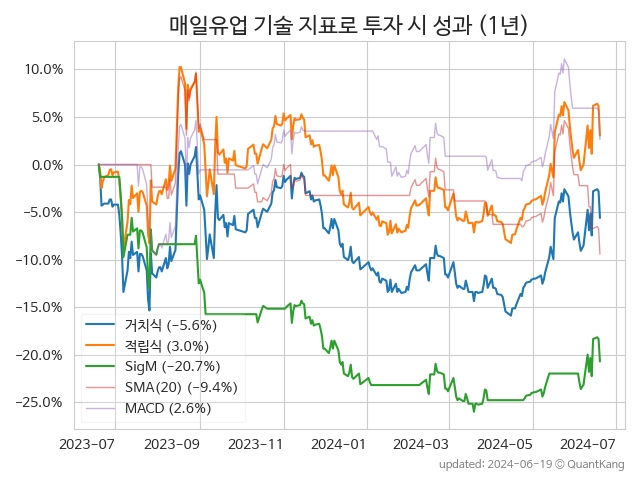 매일유업 기술 지표로 투자 시 성과 (1년)
10.0%
5.0%
0.0%
−5.0%
−10.0%
−15.0%
−20.0%
−25.0%
거치식 (−5.6%)
적립식 (3.0%)
SigM (−20.7%)
SMA(20) (−9.4%)
MACD (2.6%)
2023-07 2023-09 2023-11 2024-01 2024-03 2024-05 2024-07
updated: 2024-06-19 © QuantKang